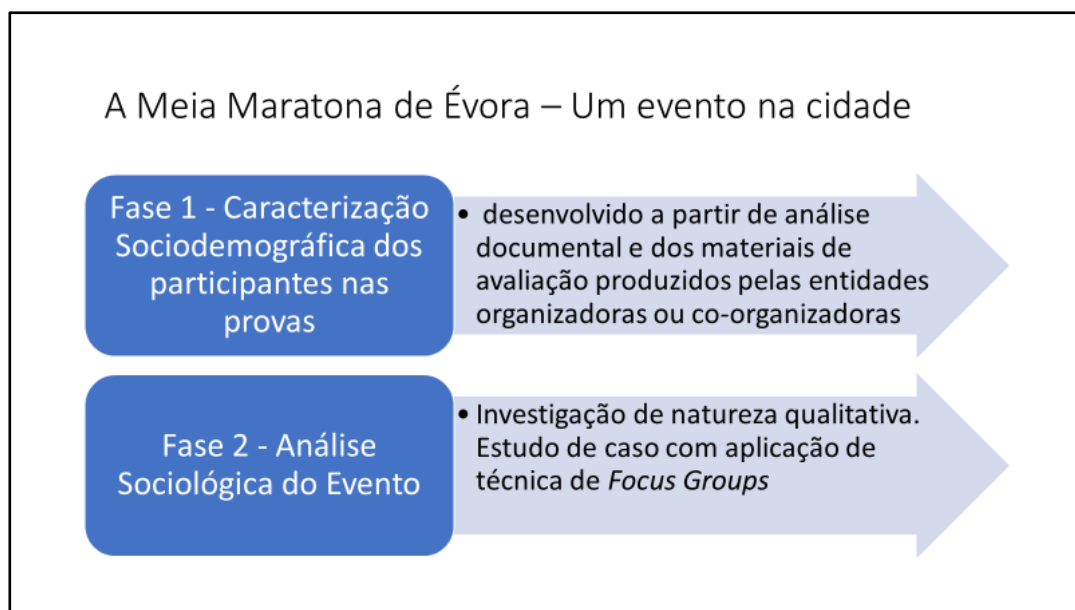 A Meia Maratona de Évora – Um evento na cidade
Fase 1 - Caracterização
Sociodemográfica dos
participantes nas
provas
• desenvolvido a partir de análise
documental e dos materiais de
avaliação produzidos pelas entidades
organizadoras ou co-organizadoras
Fase 2 - Análise
Sociológica do Evento
• Investigação de natureza qualitativa.
Estudo de caso com aplicação de
técnica de Focus Groups